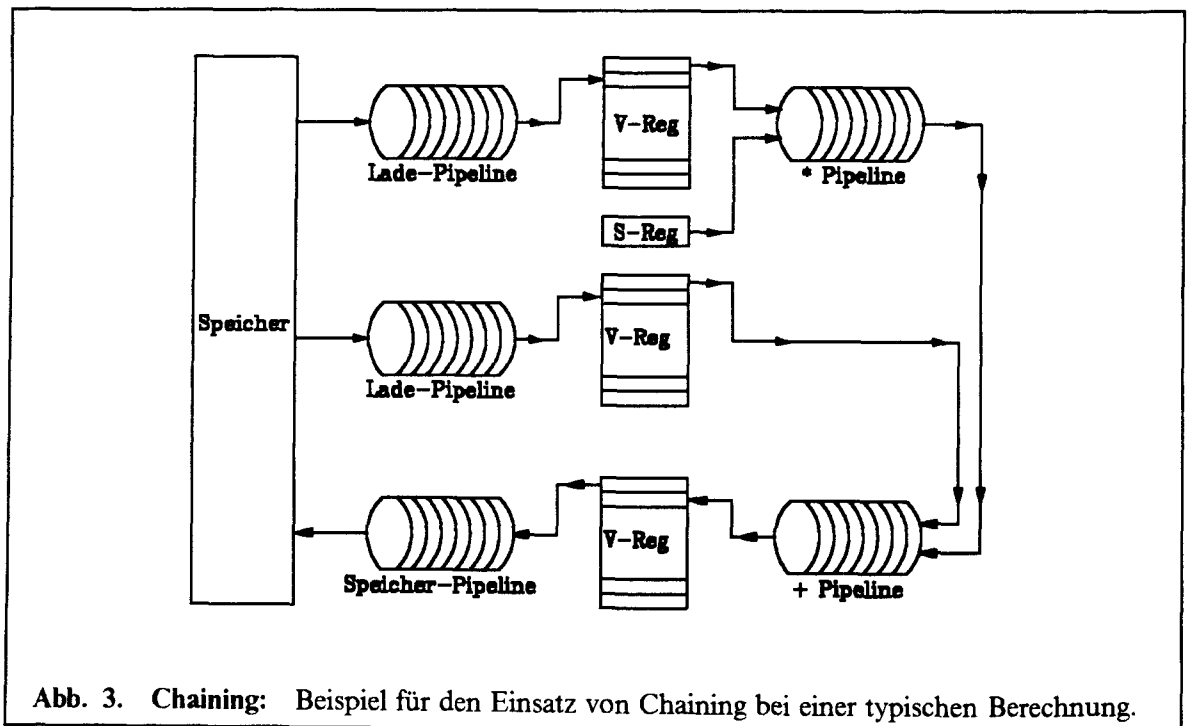 V-Reg
Lade-Pipeline
* Pipeline
S-Reg
Speicher
V-Reg
Lade-Pipeline
V-Reg
Speicher-Pipeline
+ Pipeline
Abb. 3. Chaining: Beispiel für den Einsatz von Chaining bei einer typischen Berechnung.